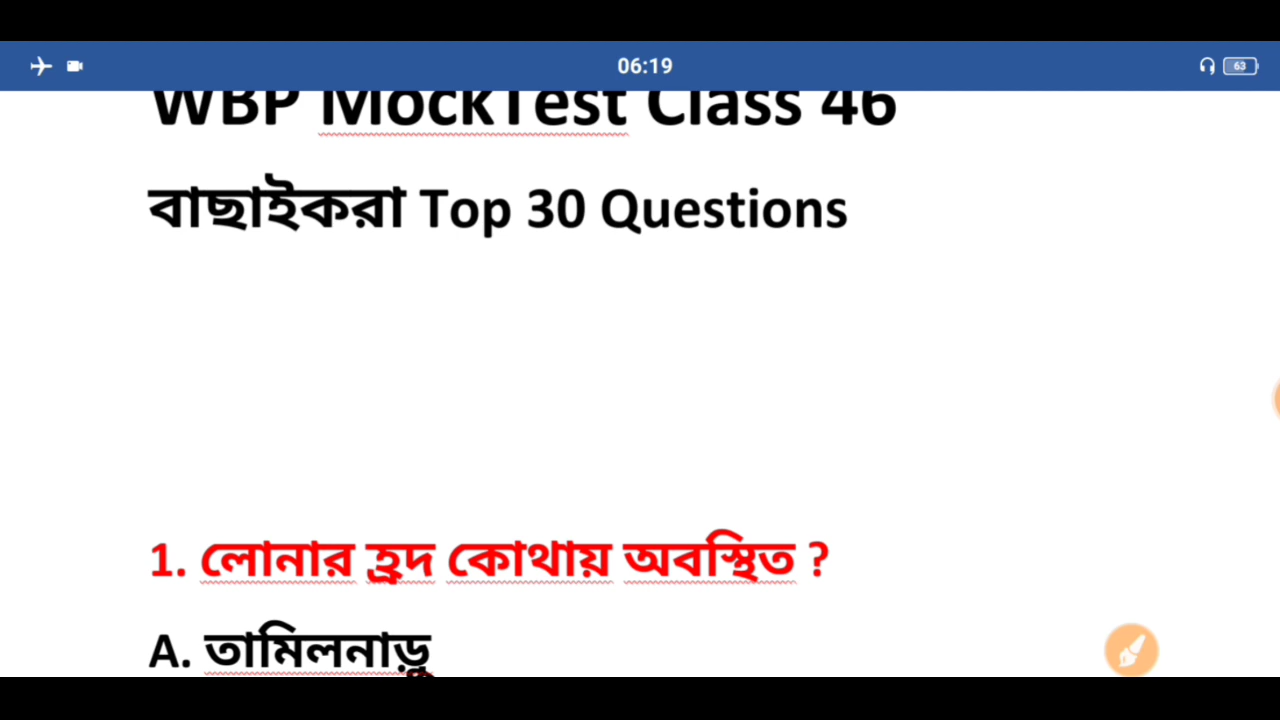 06:19
63
WBP MockTest Class 46
বাছাইকরা Top 30 Questions
1. লোনার হ্রদ কোথায় অবস্থিত ?
A. তামিলনাড়ু